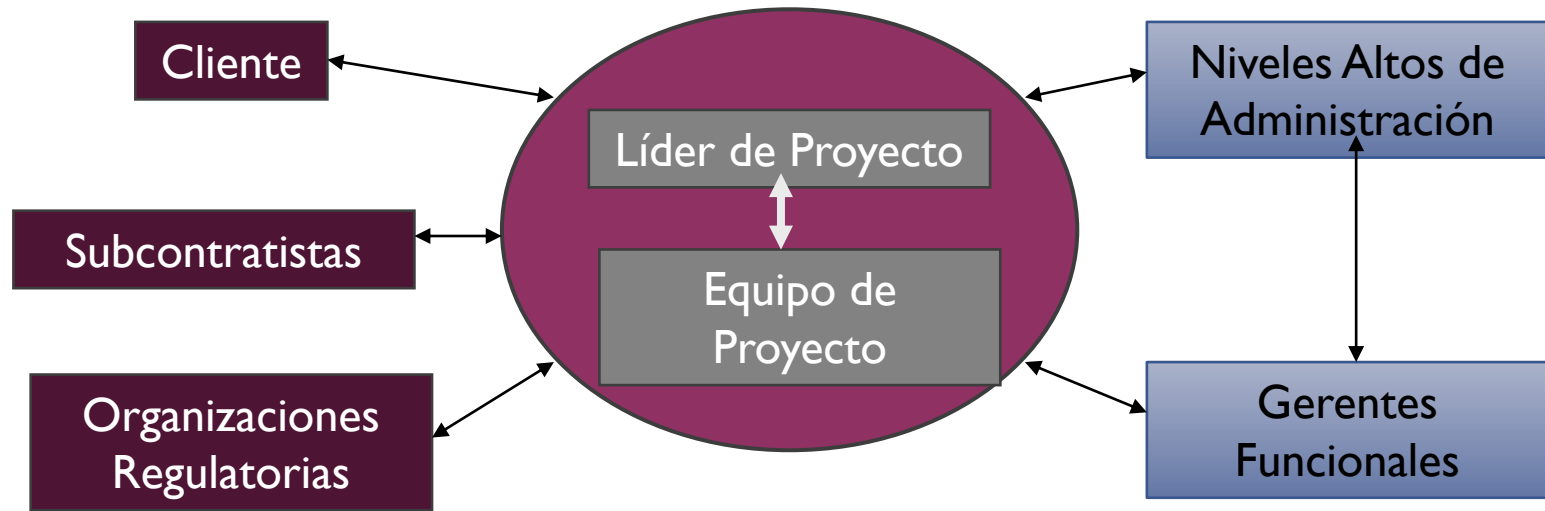 Cliente
Subcontratistas
Organizaciones
Regulatorias
Líder de Proyecto
Equipo de
Proyecto
Niveles Altos de
Administración
Gerentes
Funcionales